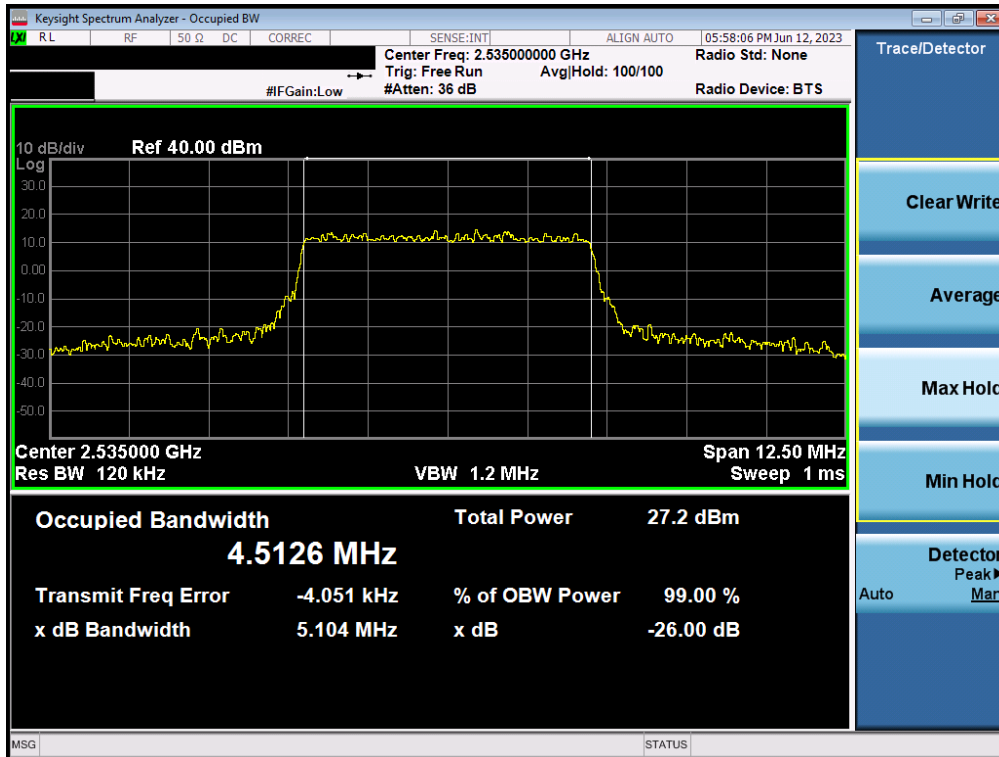 Keysight Spectrum Analyzer - Occupied BW
LXI RL RF 50 Ω DC CORREC SENSE:INT ALIGN AUTO 05:58:06 PM Jun 12, 2023
Center Freq: 2.535000000 GHz Radio Std: None
Trig: Free Run Avg|Hold: 100/100
#IFGain:Low #Atten: 36 dB Radio Device: BTS
10 dB/div Ref 40.00 dBm
Log
30.0
20.0
10.0
0.00
-10.0
-20.0
-30.0
-40.0
-50.0
Center 2.535000 GHz Span 12.50 MHz
Res BW 120 kHz VBW 1.2 MHz Sweep 1 ms
Occupied Bandwidth Total Power 27.2 dBm
4.5126 MHz
Transmit Freq Error -4.051 kHz % of OBW Power 99.00 %
x dB Bandwidth 5.104 MHz x dB -26.00 dB
MSG STATUS
Trace/Detector
Clear Write
Average
Max Hold
Min Hold
Detector
Peak▶
Auto Man